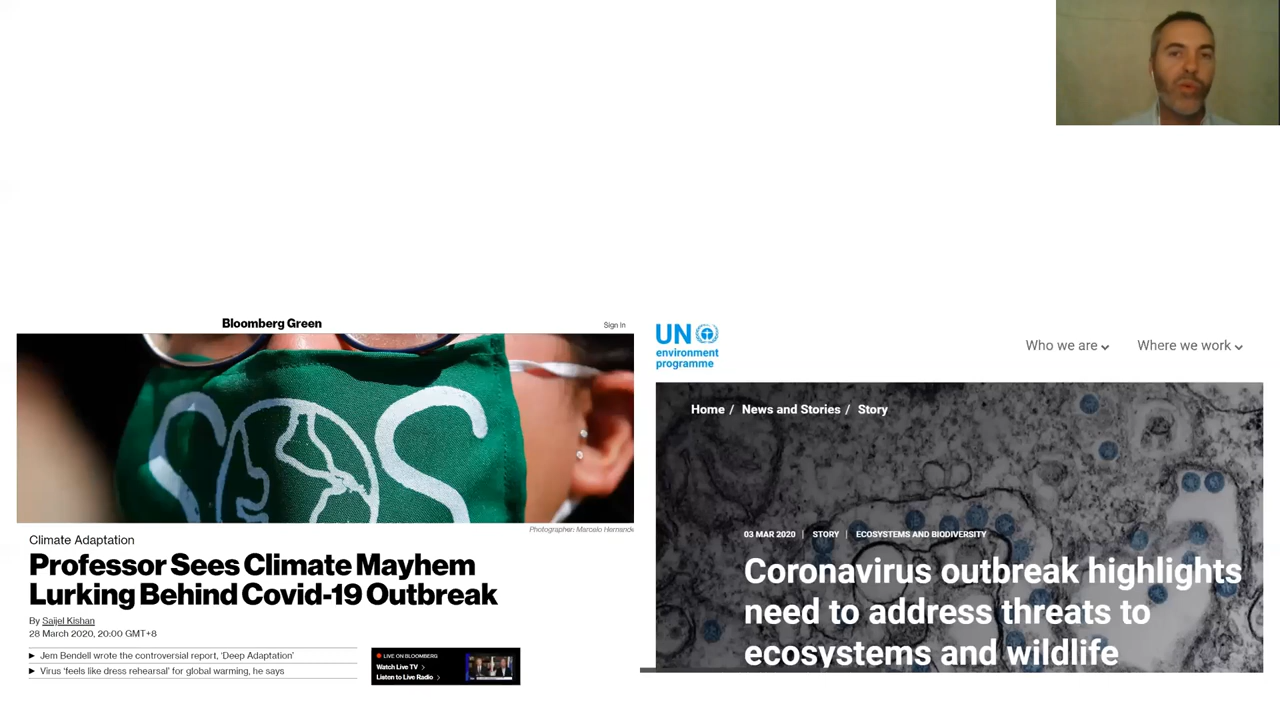 Bloomberg Green
Sign In
SOS
Photographer: Marcelo Hernande
Climate Adaptation
Professor Sees Climate Mayhem
Lurking Behind Covid-19 Outbreak
By Saijel Kishan
28 March 2020, 20:00 GMT+8
Jem Bendell wrote the controversial report, 'Deep Adaptation'
Virus 'feels like dress rehearsal' for global warming, he says
LIVE ON BLOOMBERG
Watch Live TV
Listen to Live Radio
UN
environment
programme
Who we are
Where we work
Home / News and Stories / Story
03 MAR 2020 | STORY | ECOSYSTEMS AND BIODIVERSITY
Coronavirus outbreak highlights
need to address threats to
ecosystems and wildlife